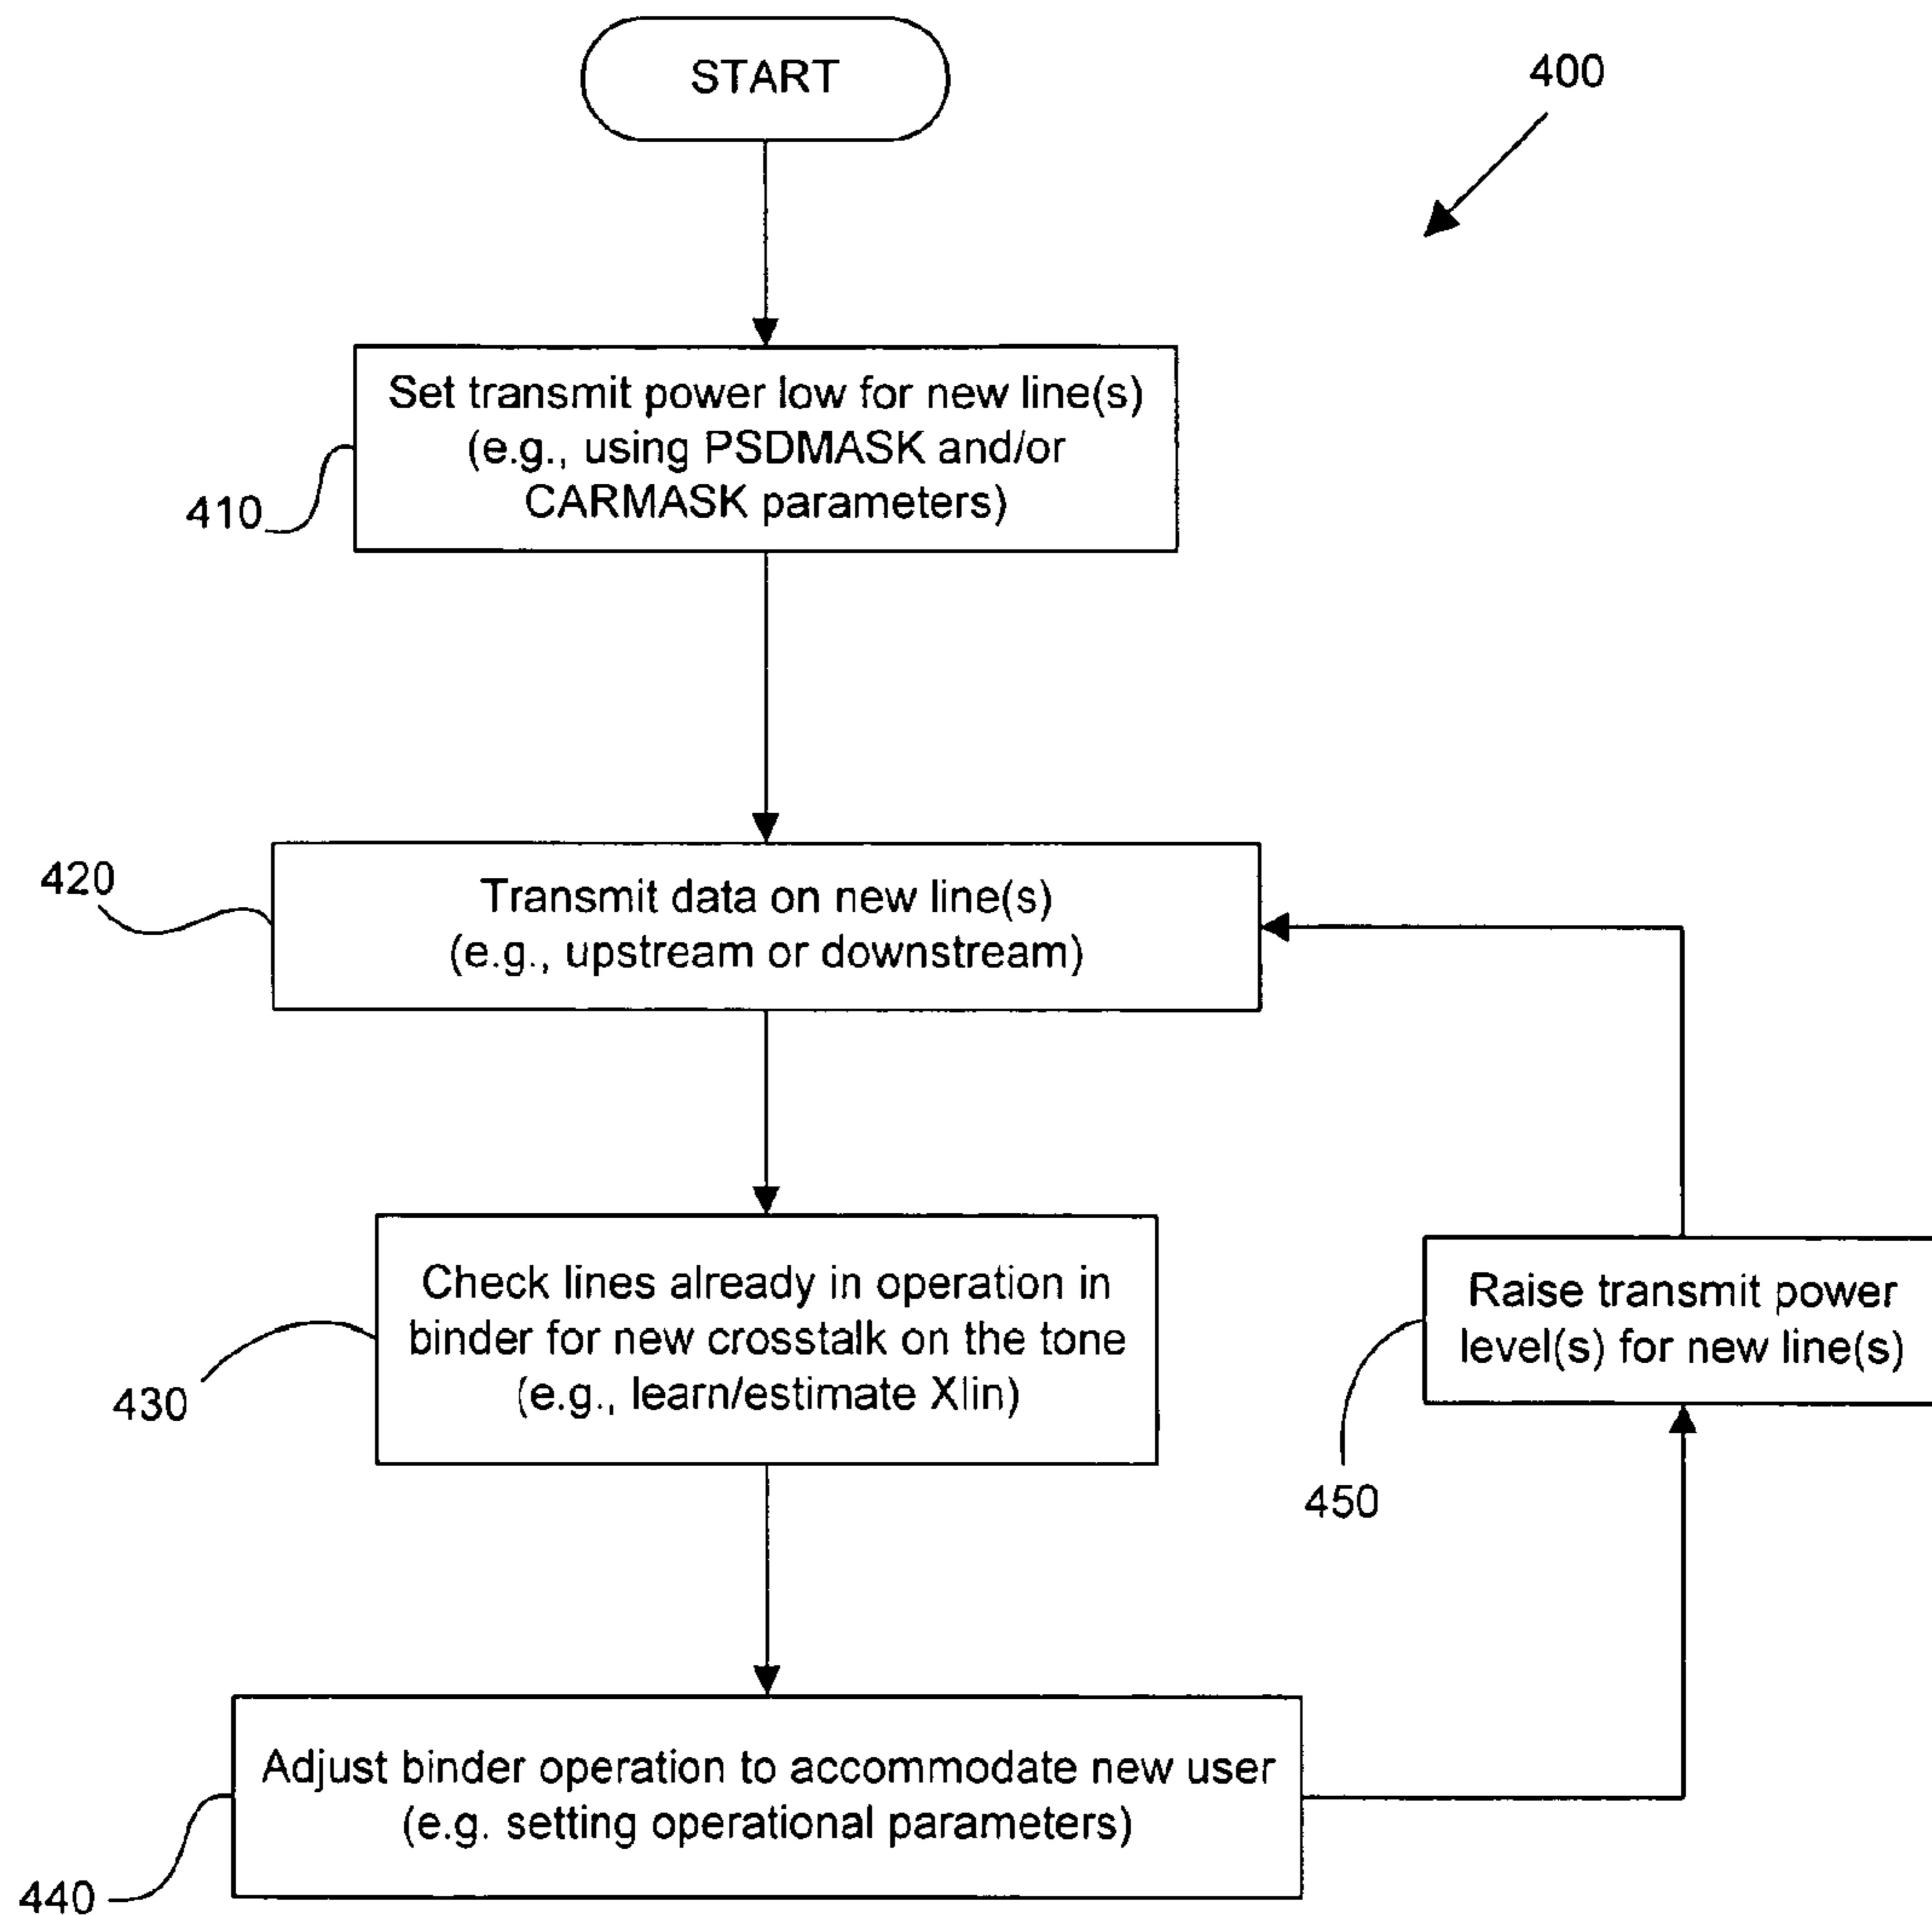 START
400
Set transmit power low for new line(s)
(e.g., using PSDMASK and/or
CARMASK parameters)
410
420
Transmit data on new line(s)
(e.g., upstream or downstream)
Check lines already in operation in
binder for new crosstalk on the tone
(e.g., learn/estimate Xlin)
430
Raise transmit power
level(s) for new line(s)
450
Adjust binder operation to accommodate new user
(e.g. setting operational parameters)
440